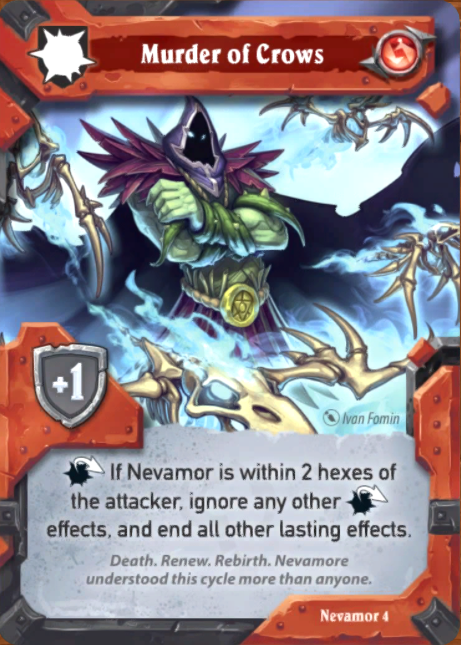 Murder of Crows
+1
Ivan Fomin
If Nevamor is within 2 hexes of
the attacker, ignore any other
effects, and end all other lasting effects.
Death. Renew. Rebirth. Nevamore
understood this cycle more than anyone.
Nevamor 4